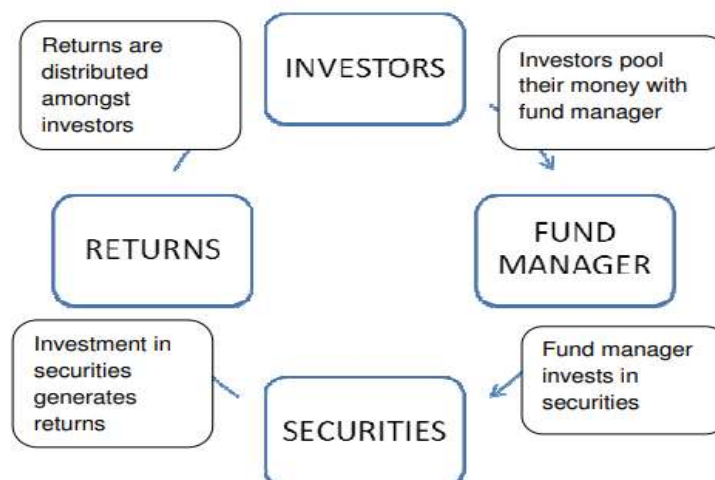 Returns are
distributed
amongst
investors
INVESTORS
Investors pool
their money with
fund manager
RETURNS
FUND
MANAGER
Investment in
securities
generates
returns
SECURITIES
Fund manager
invests in
securities